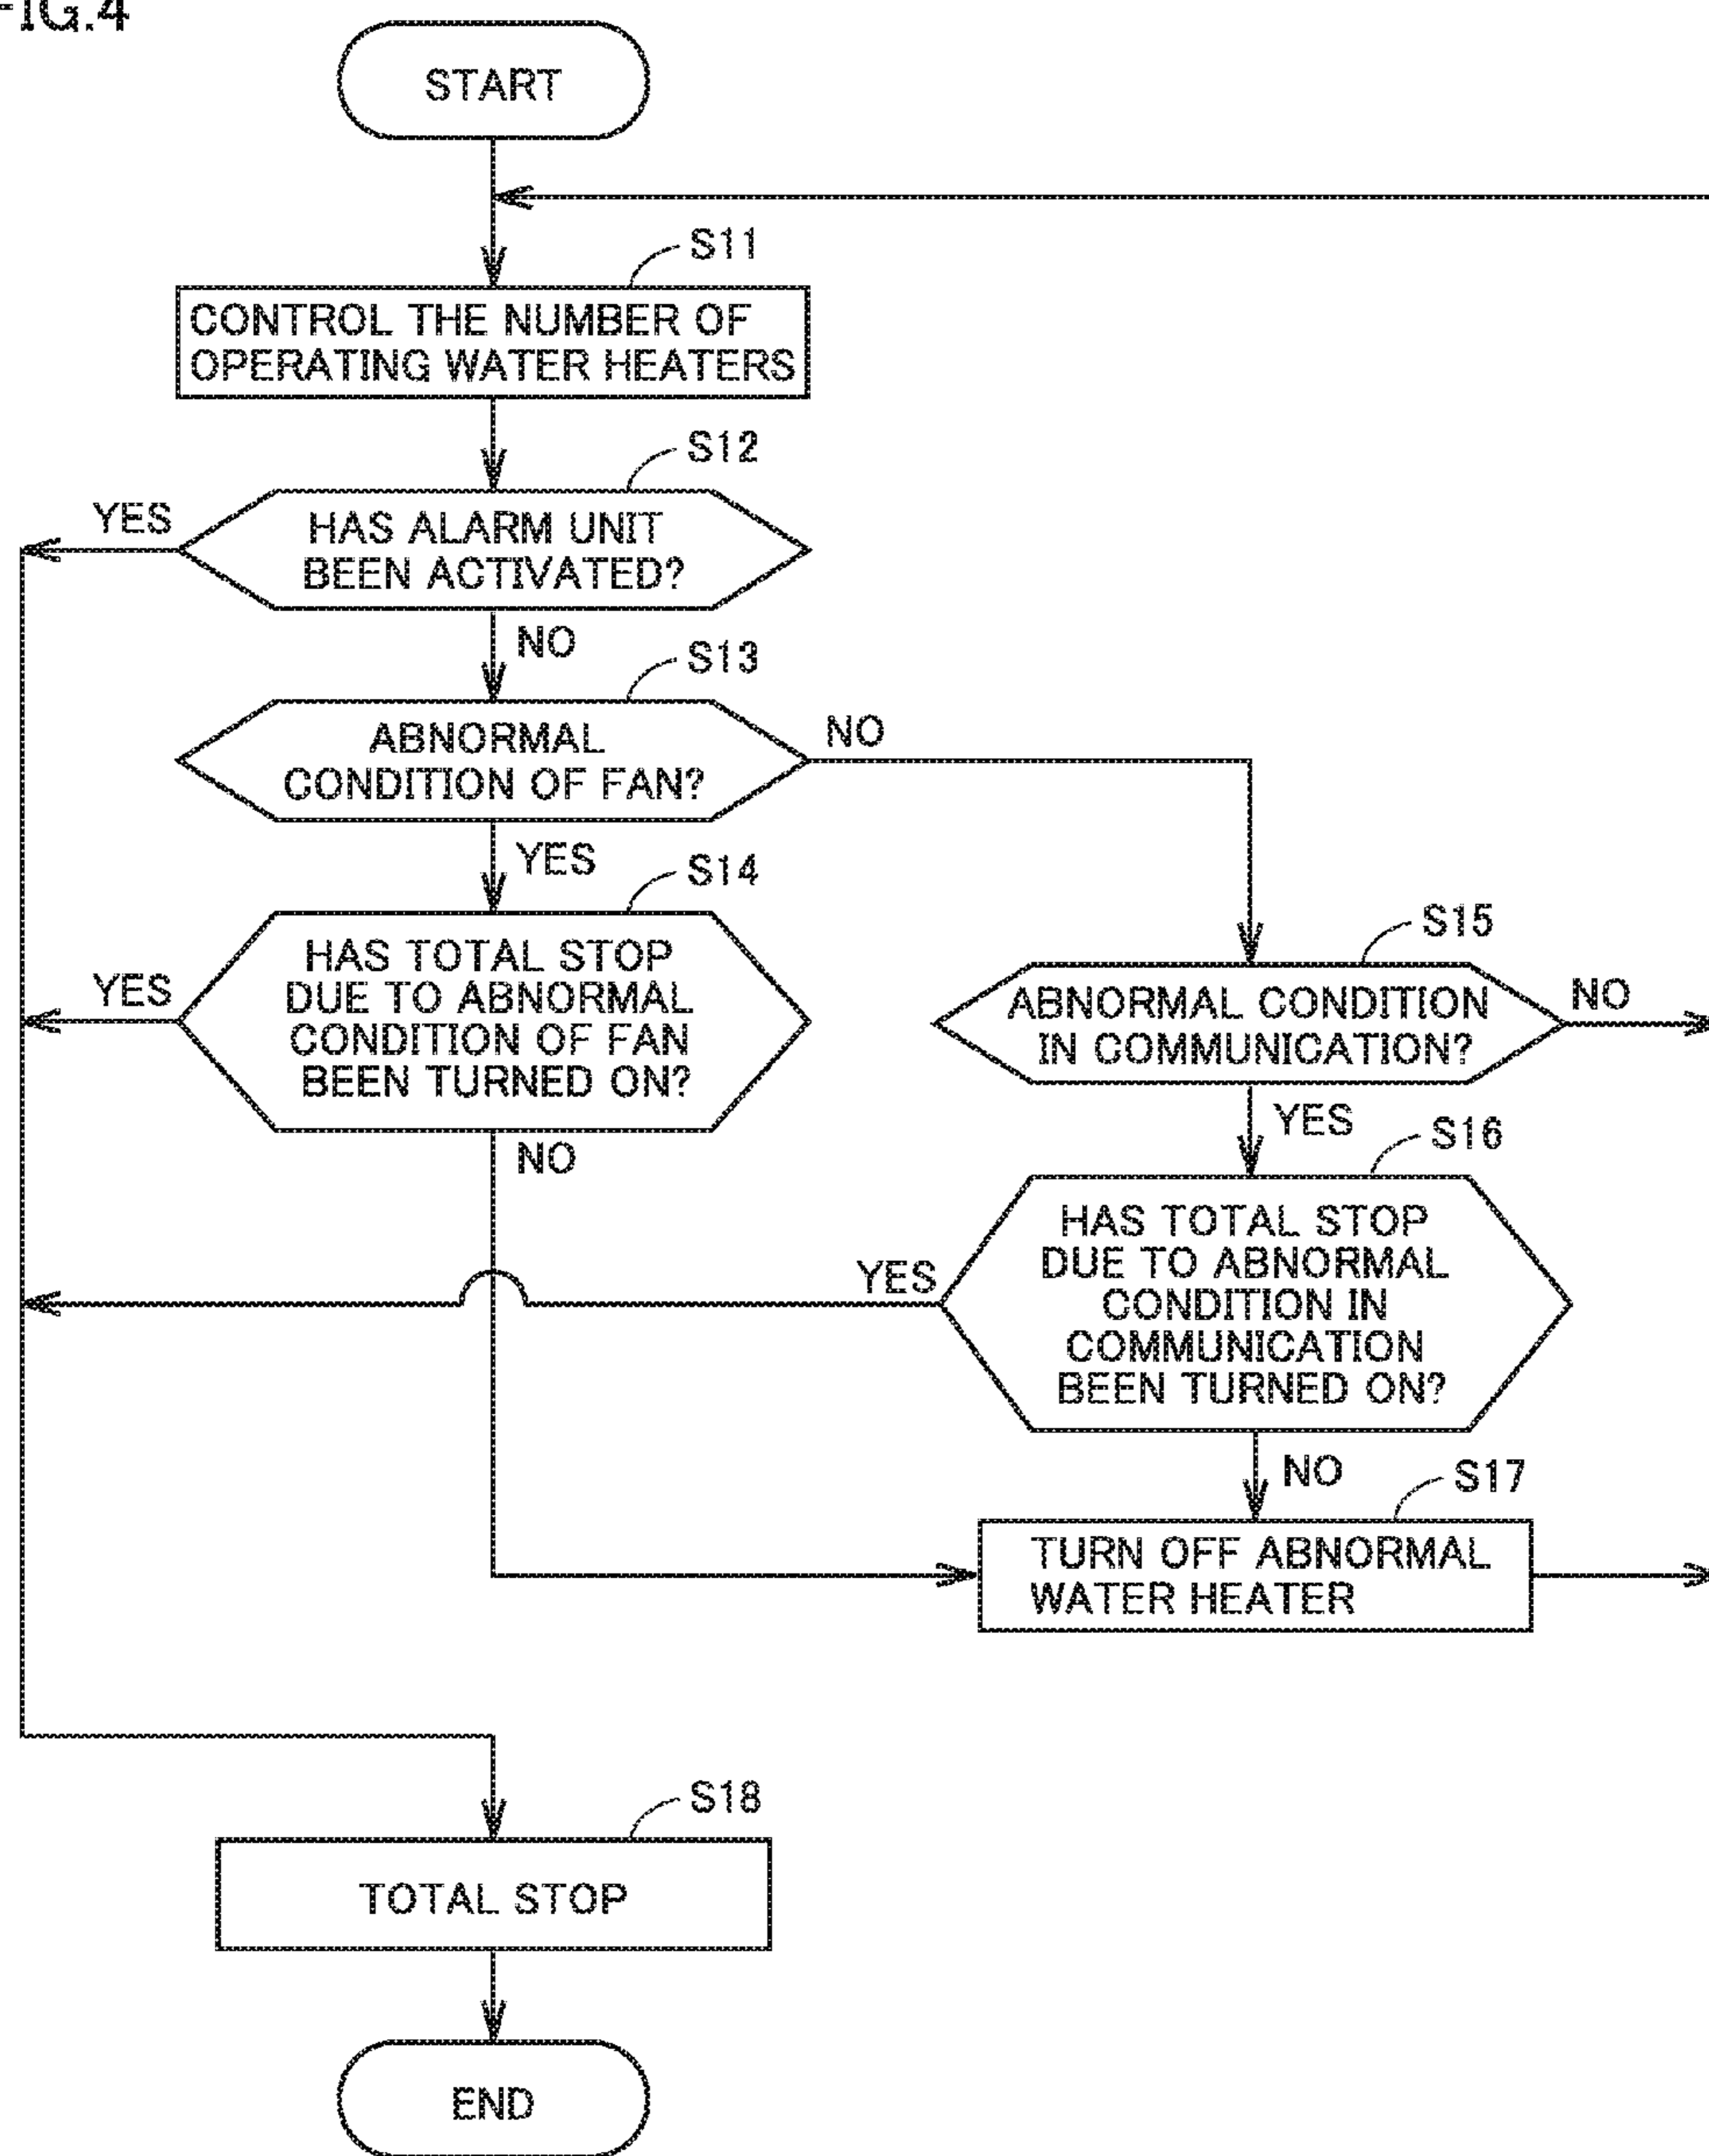 FIG.4
START
S11
CONTROL THE NUMBER OF
OPERATING WATER HEATERS
S12
YES
HAS ALARM UNIT
BEEN ACTIVATED?
NO
S13
ABNORMAL
CONDITION OF FAN?
NO
YES
S14
HAS TOTAL STOP
DUE TO ABNORMAL
CONDITION OF FAN
BEEN TURNED ON?
YES
NO
S15
ABNORMAL CONDITION
IN COMMUNICATION?
NO
YES
S16
HAS TOTAL STOP
DUE TO ABNORMAL
CONDITION IN
COMMUNICATION
BEEN TURNED ON?
YES
NO
S17
TURN OFF ABNORMAL
WATER HEATER
S18
TOTAL STOP
END